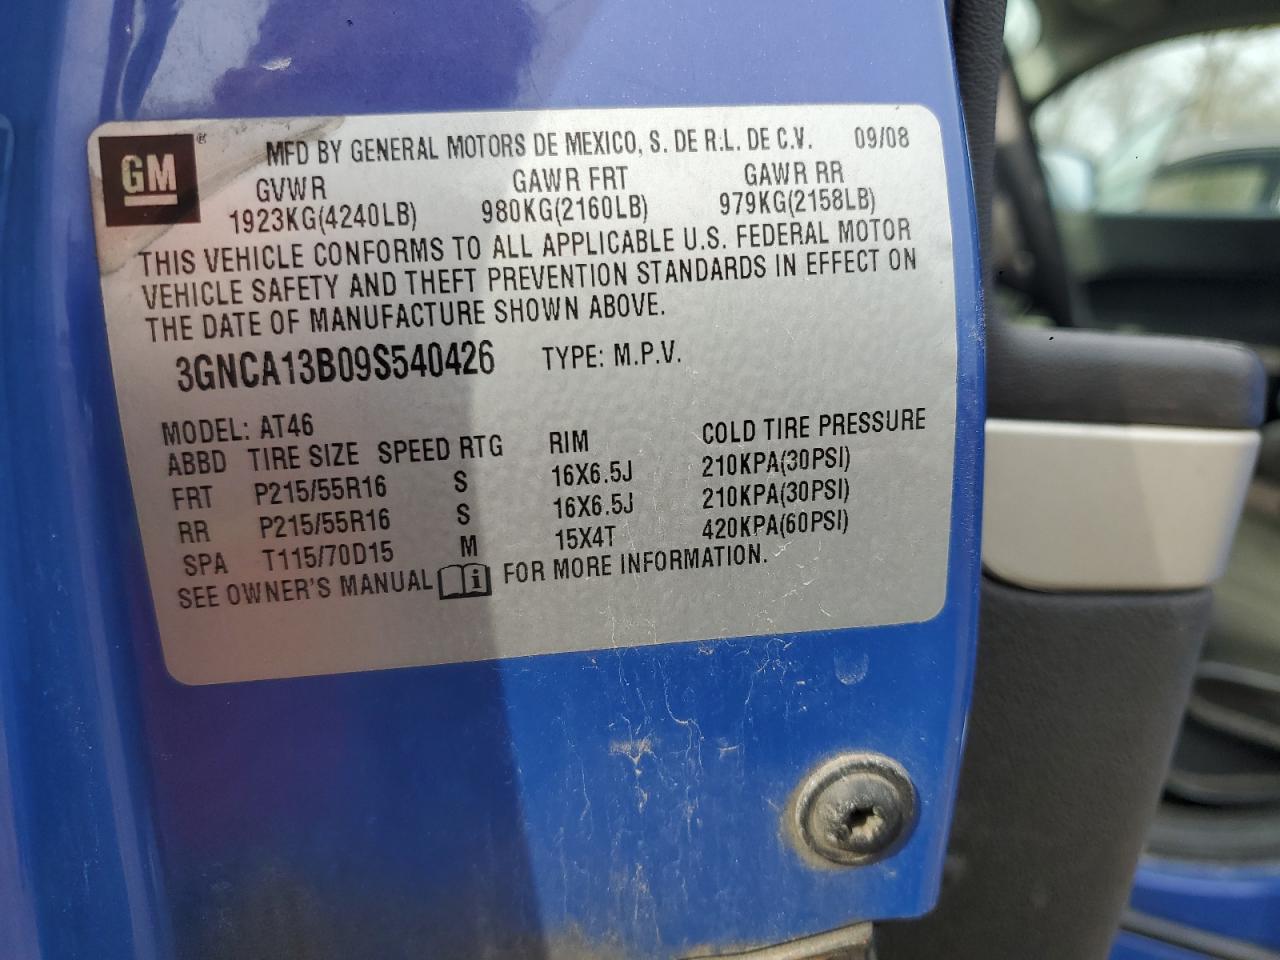 GM ® MFD BY GENERAL MOTORS DE MEXICO, S. DE R.L. DE C.V. 09/08
GVWR GAWR FRT GAWR RR
1923KG(4240LB) 980KG(2160LB) 979KG(2158LB)
THIS VEHICLE CONFORMS TO ALL APPLICABLE U.S. FEDERAL MOTOR
VEHICLE SAFETY AND THEFT PREVENTION STANDARDS IN EFFECT ON
THE DATE OF MANUFACTURE SHOWN ABOVE.
3GNCA13B09S540426 TYPE: M.P.V.
MODEL: AT46
ABBD TIRE SIZE SPEED RTG RIM COLD TIRE PRESSURE
FRT P215/55R16 S 16X6.5J 210KPA(30PSI)
RR P215/55R16 S 16X6.5J 210KPA(30PSI)
SPA T115/70D15 M 15X4T 420KPA(60PSI)
SEE OWNER'S MANUAL i FOR MORE INFORMATION.